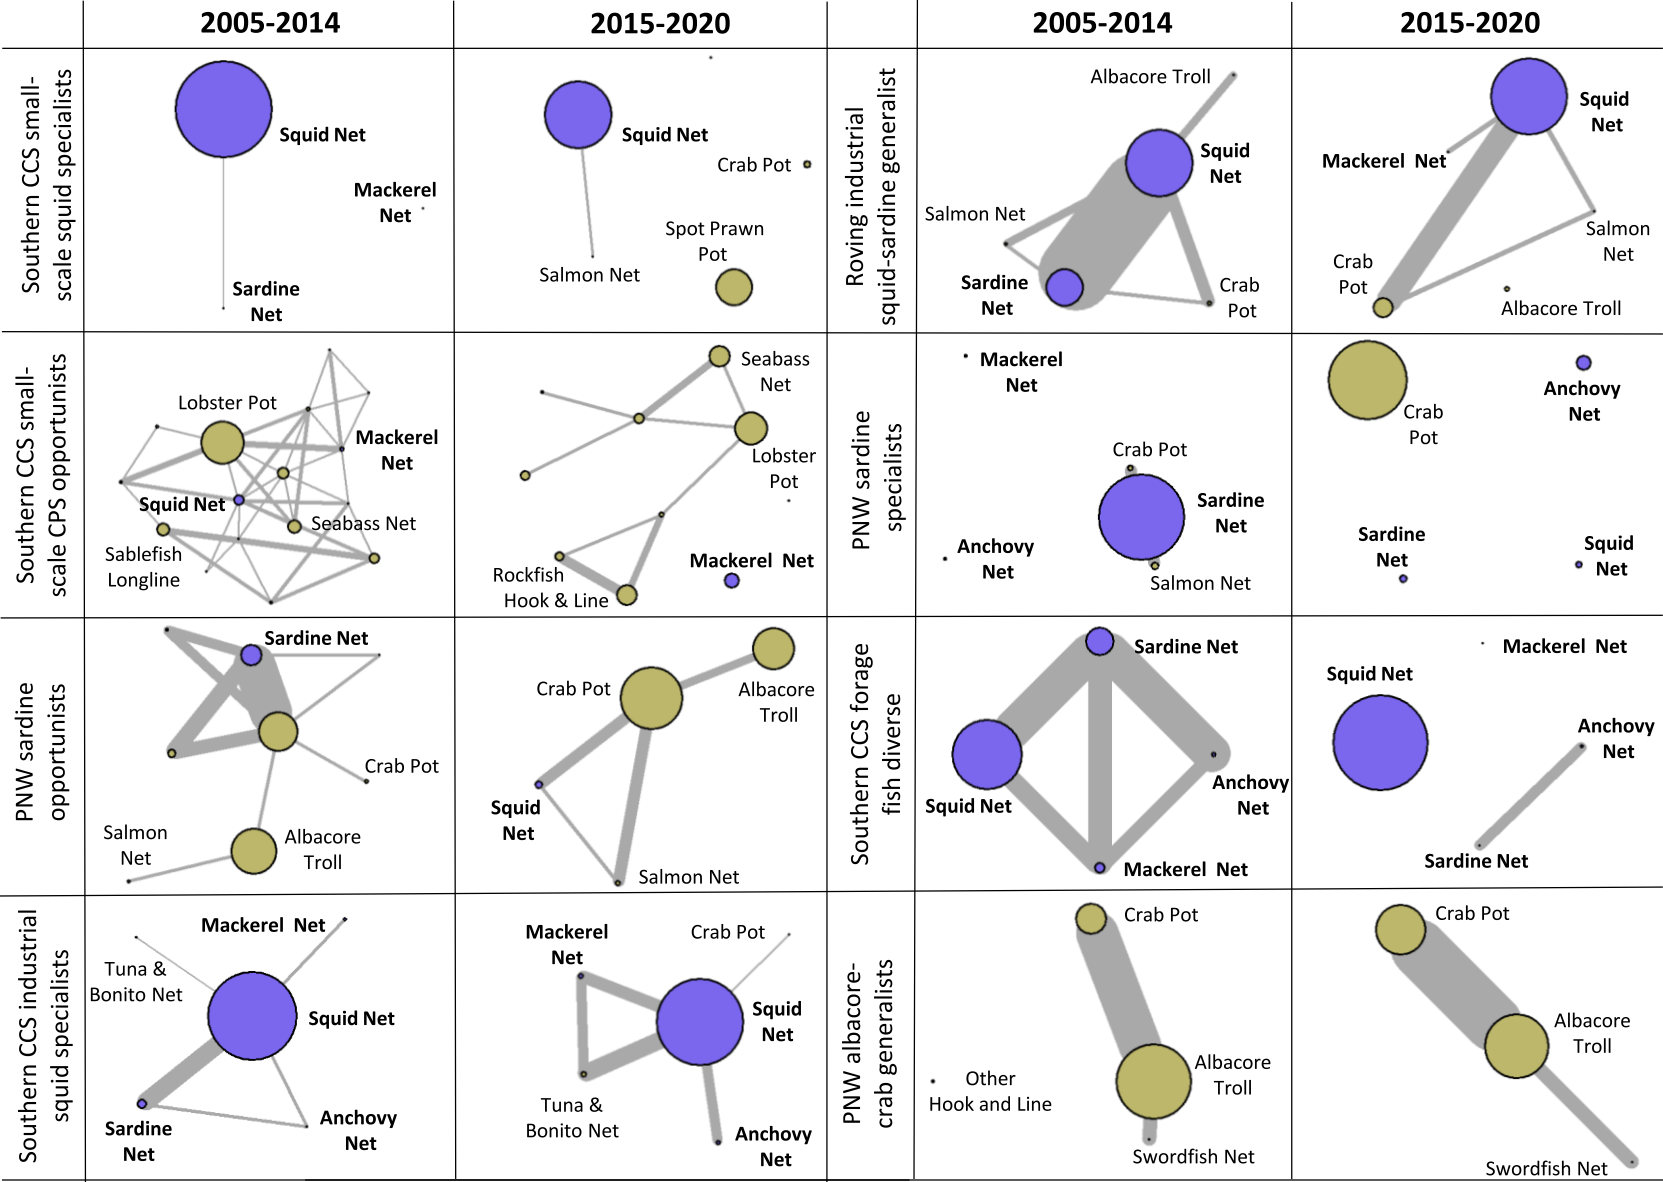 2005-2014
2015-2020
2005-2014
2015-2020
Southern CCS small-
scale squid specialists
Squid Net
Mackerel
Net
Sardine
Net
Squid Net
Crab Pot
Spot Prawn
Pot
Salmon Net
Roving industrial
squid-sardine generalist
Albacore Troll
Squid
Net
Salmon Net
Sardine
Net
Crab
Pot
Squid
Net
Mackerel Net
Salmon
Net
Crab
Pot
Albacore Troll
Southern CCS small-
scale CPS opportunists
Lobster Pot
Mackerel
Net
Squid Net
Seabass Net
Sablefish
Longline
Seabass
Net
Lobster
Pot
Mackerel Net
Rockfish
Hook & Line
PNW sardine
specialists
Mackerel
Net
Crab Pot
Sardine
Net
Anchovy
Net
Salmon Net
Crab
Pot
Anchovy
Net
Sardine
Net
Squid
Net
PNW sardine
opportunists
Sardine Net
Crab Pot
Salmon
Net
Albacore
Troll
Crab Pot
Albacore
Troll
Squid
Net
Salmon Net
Southern CCS forage
fish diverse
Sardine Net
Squid Net
Anchovy
Net
Mackerel Net
Mackerel Net
Squid Net
Anchovy
Net
Sardine Net
Southern CCS industrial
squid specialists
Mackerel Net
Tuna &
Bonito Net
Squid Net
Sardine
Net
Anchovy
Net
Mackerel
Net
Crab Pot
Squid
Net
Tuna &
Bonito Net
Anchovy
Net
PNW albacore-
crab generalists
Crab Pot
Albacore
Troll
Other
Hook and Line
Swordfish Net
Crab Pot
Albacore
Troll
Swordfish Net